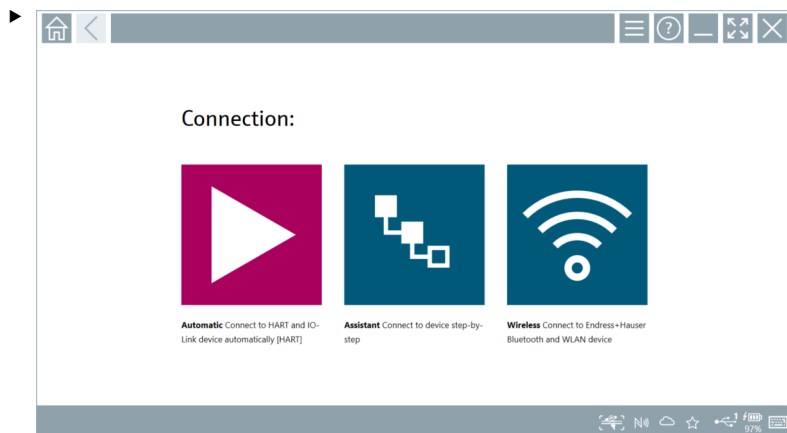 Connection:
Automatic Connect to HART and IO-
Link device automatically [HART]
Assistant Connect to device step-by-
step
Wireless Connect to Endress+Hauser
Bluetooth and WLAN device
1
97%